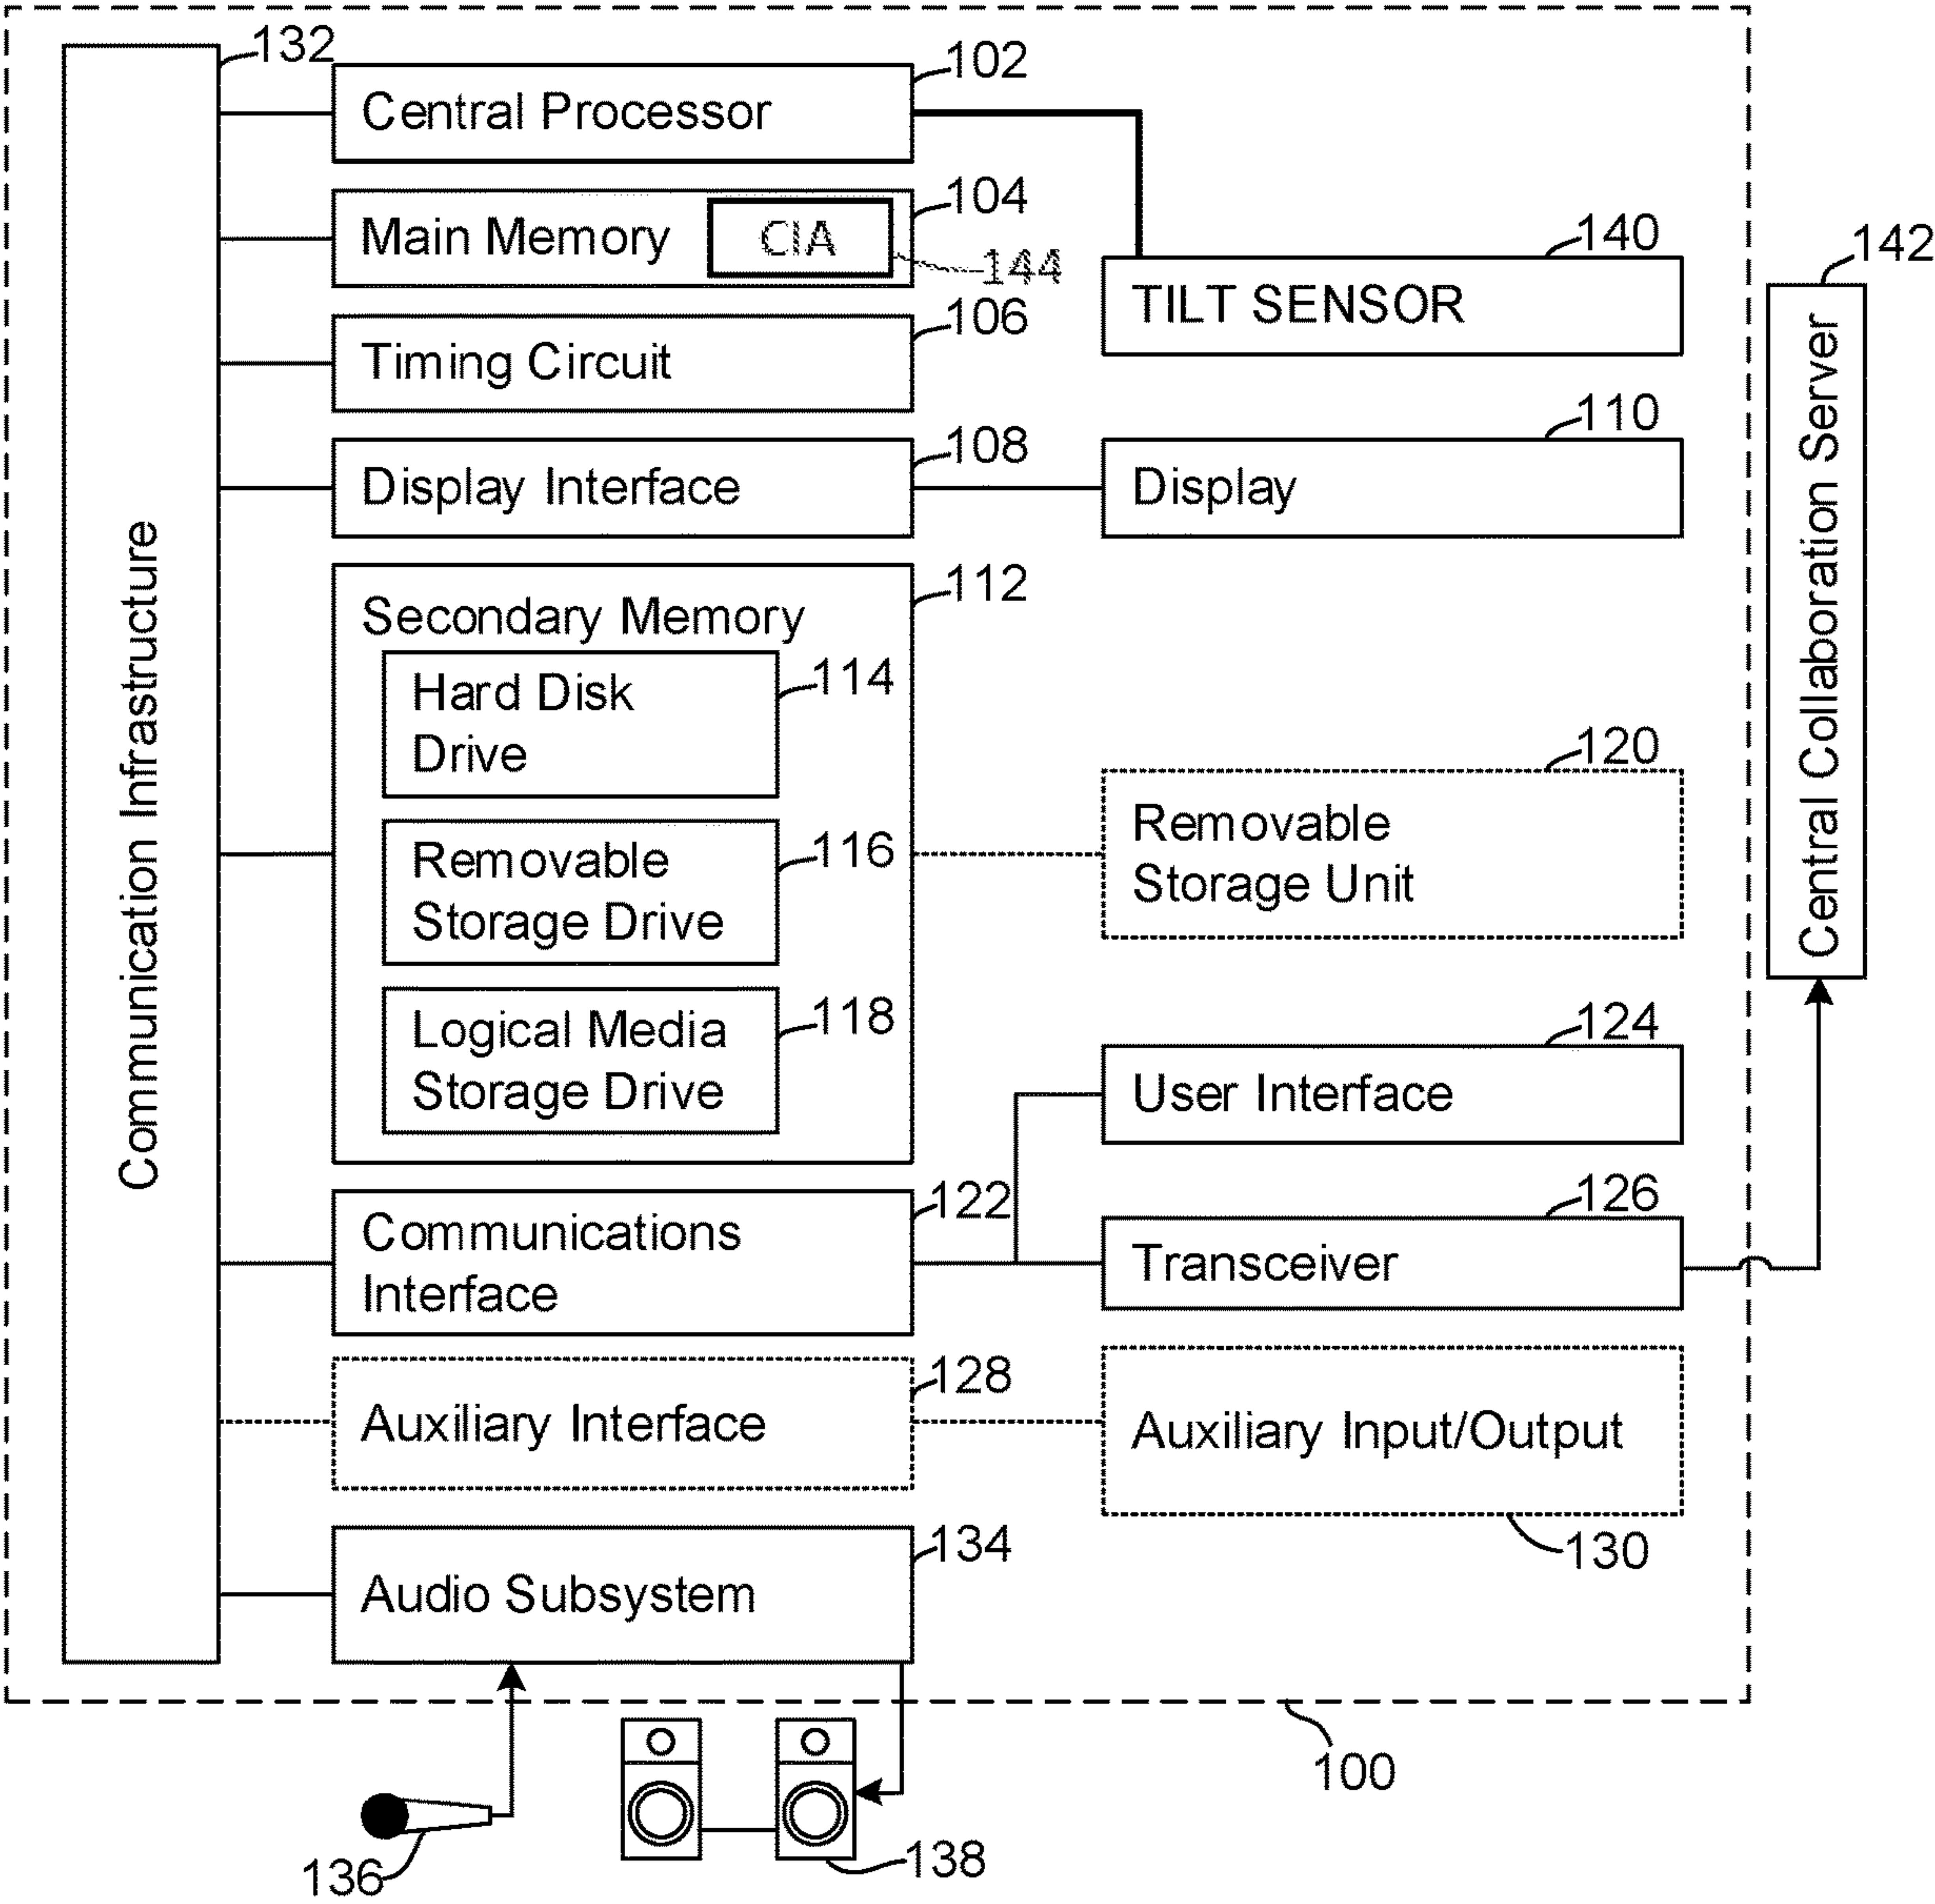 132
102
Central Processor
104
Main Memory
CIA
144
140
142
TILT SENSOR
106
Timing Circuit
110
108
Display Interface
Display
Central Collaboration Server
112
Secondary Memory
114
Hard Disk
Drive
Communication Infrastructure
120
116
Removable
Storage Drive
Removable
Storage Unit
118
Logical Media
Storage Drive
124
User Interface
122
Communications
Interface
126
Transceiver
128
Auxiliary Interface
Auxiliary Input/Output
130
134
Audio Subsystem
100
136
138